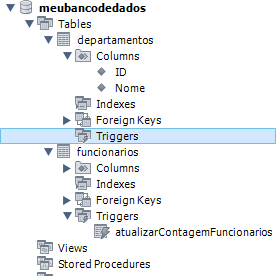 meubancodedados
Tables
departamentos
Columns
ID
Nome
Indexes
Foreign Keys
Triggers
funcionarios
Columns
Indexes
Foreign Keys
Triggers
atualizarContagemFuncionarios
Views
Stored Procedures